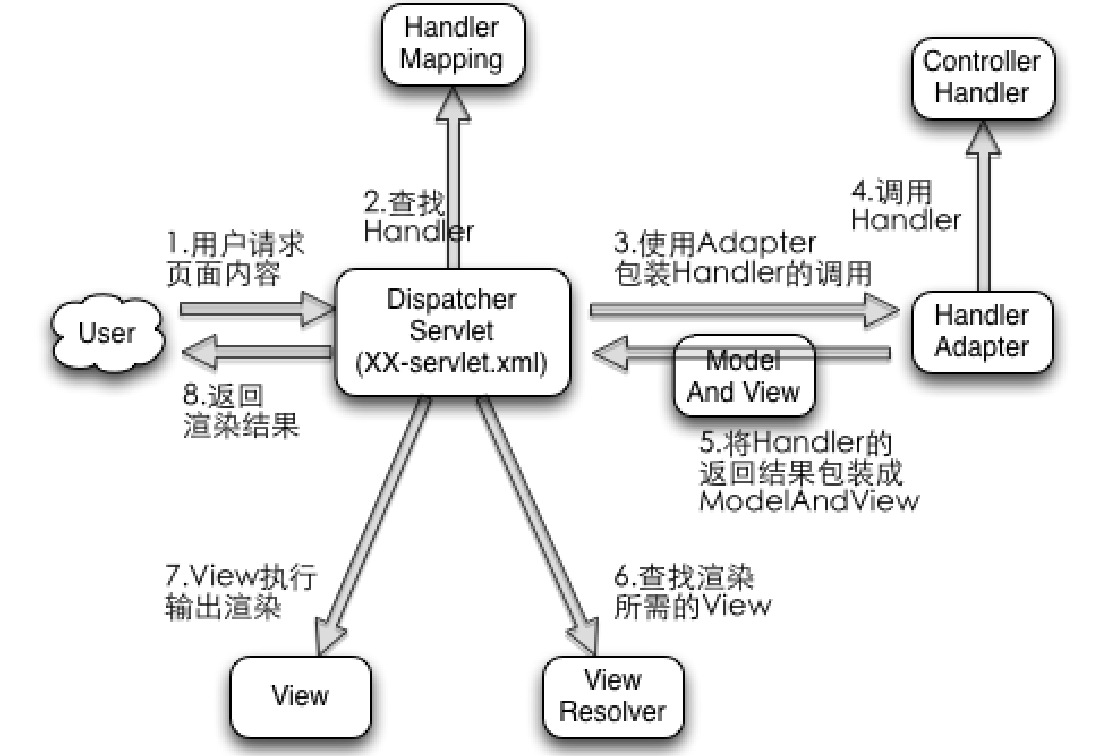 Handler
Mapping
Controller
Handler
2.查找
Handler
4.调用
Handler
1.用户请求
页面内容
3.使用Adapter
包装Handler的调用
User
Dispatcher
Servlet
(XX-servlet.xml)
Handler
Adapter
Model
And View
8.返回
渲染结果
5.将Handler的
返回结果包装成
ModelAndView
7.View执行
输出渲染
6.查找渲染
所需的View
View
View
Resolver